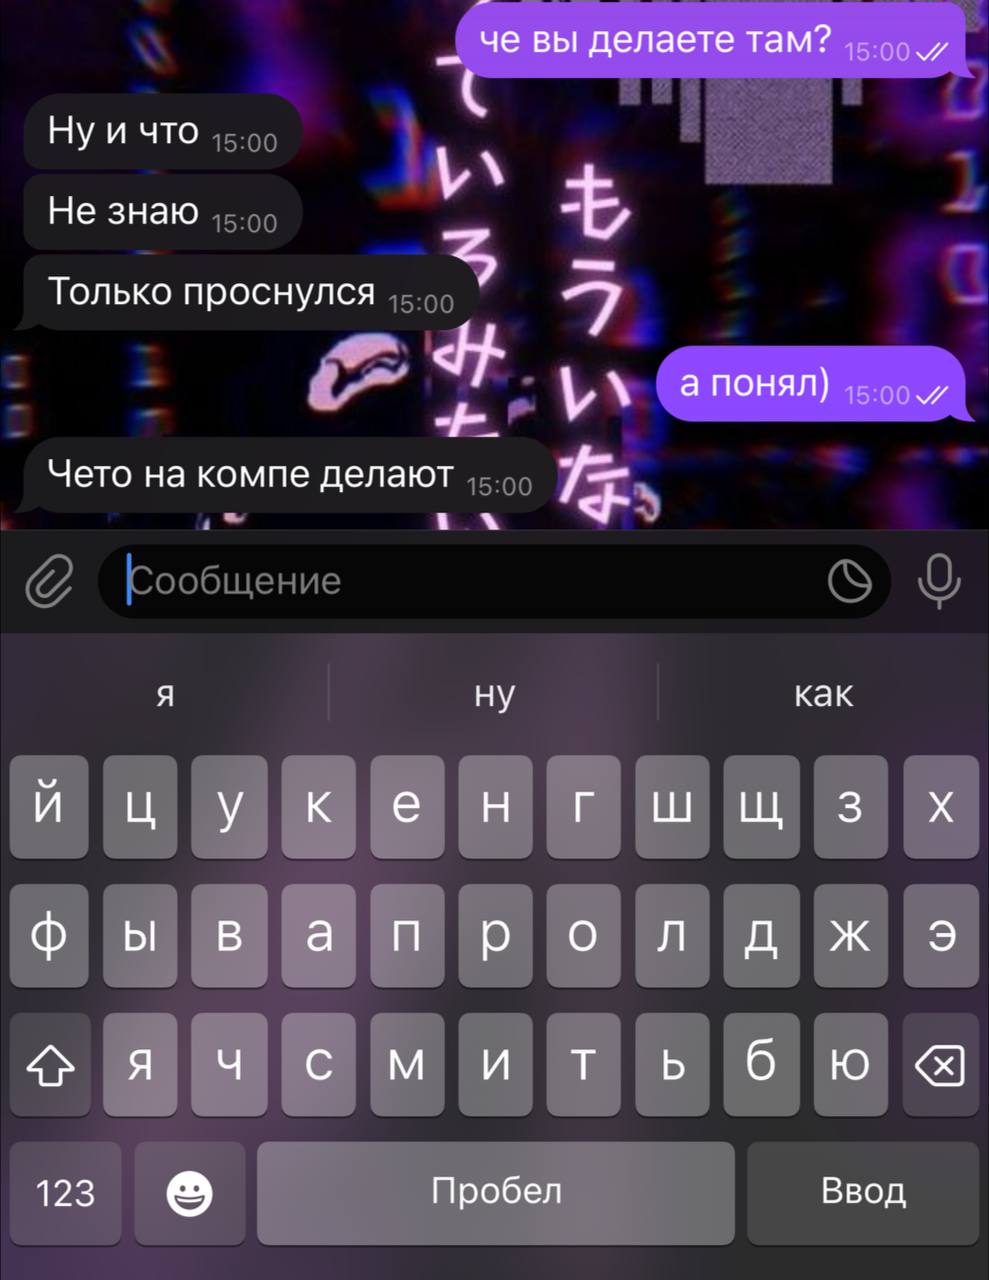 че вы делаете там? 15:00
Ну и что 15:00
Не знаю 15:00
Только проснулся 15:00
а понял) 15:00
Чето на компе делают 15:00
もういな
ているみた
Сообщение
я ну как
й ц у к е н г ш щ з х
ф ы в а п р о л д ж э
я ч с м и т ь б ю
123 Пробел Ввод